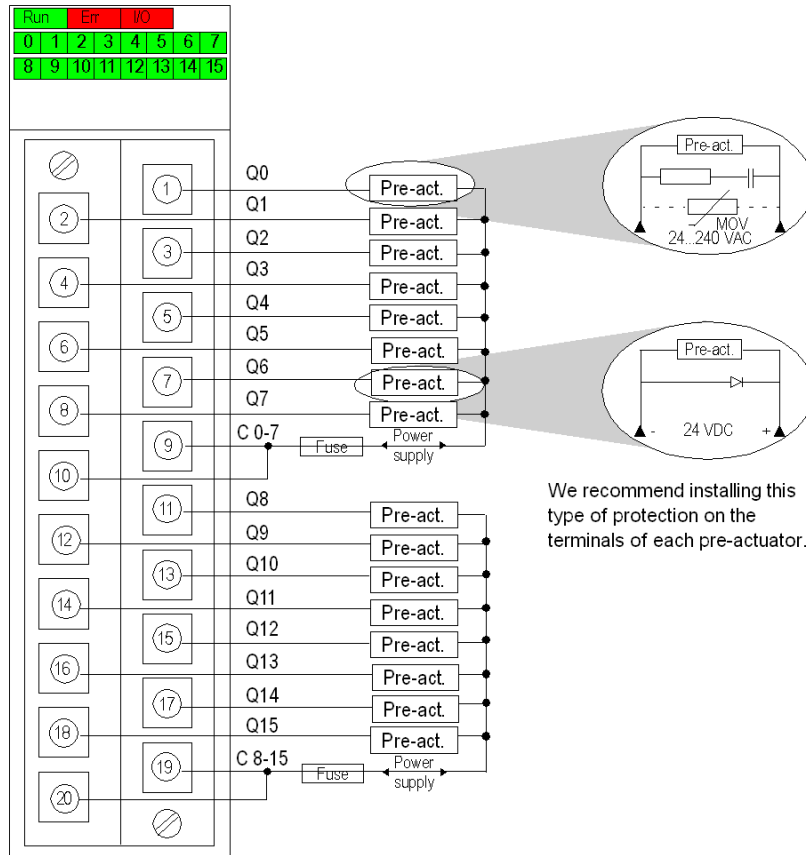 Run Err I/O
0 1 2 3 4 5 6 7
8 9 10 11 12 13 14 15
1 Q0 Pre-act.
2 Q1 Pre-act.
3 Q2 Pre-act.
4 Q3 Pre-act.
5 Q4 Pre-act.
6 Q5 Pre-act.
7 Q6 Pre-act.
8 Q7 Pre-act.
9 C 0-7 Fuse Power
supply
10
11 Q8 Pre-act.
12 Q9 Pre-act.
13 Q10 Pre-act.
14 Q11 Pre-act.
15 Q12 Pre-act.
16 Q13 Pre-act.
17 Q14 Pre-act.
18 Q15 Pre-act.
19 C 8-15 Fuse Power
supply
20
Pre-act.
MOV
24...240 VAC
Pre-act.
- 24 VDC +
We recommend installing this
type of protection on the
terminals of each pre-actuator.